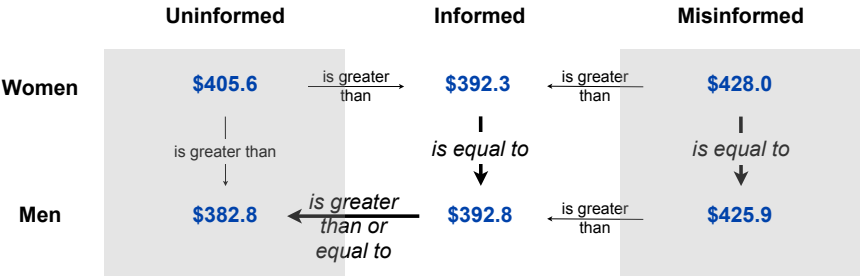 Uninformed Informed Misinformed
Women $405.6 is greater than $392.3 is greater than $428.0
is greater than is equal to is equal to
Men $382.8 is greater than or equal to $392.8 is greater than $425.9